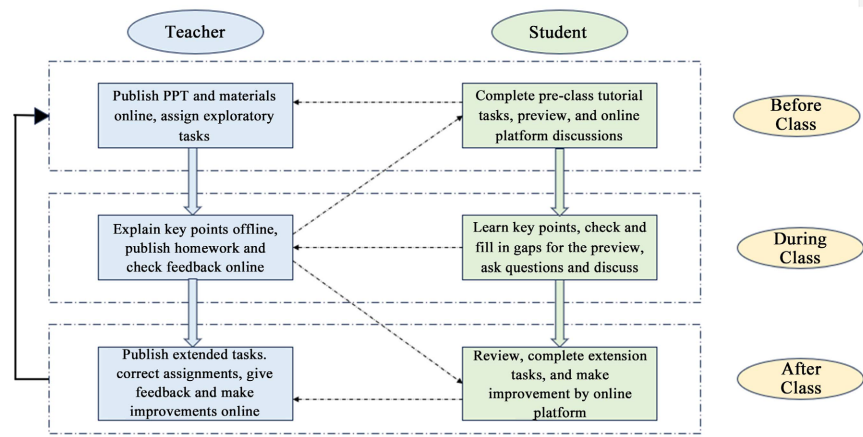 Teacher
Student
Publish PPT and materials
online, assign exploratory
tasks
Complete pre-class tutorial
tasks, preview, and online
platform discussions
Before
Class
Explain key points offline,
publish homework and
check feedback online
Learn key points, check and
fill in gaps for the preview,
ask questions and discuss
During
Class
Publish extended tasks.
correct assignments, give
feedback and make
improvements online
Review, complete extension
tasks, and make
improvement by online
platform
After
Class